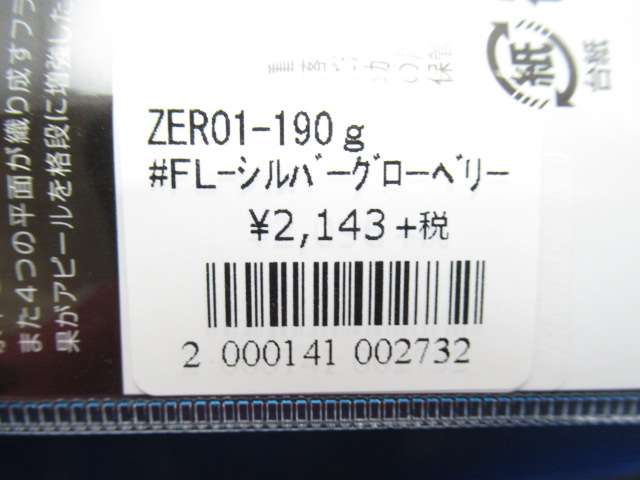 また4つの平面が織り成すフラ
果がアピールを格段に増強した
紙
台紙
ZERO1-190g
#FL-シルバーグローベリー
¥2,143+税
2 000141 002732